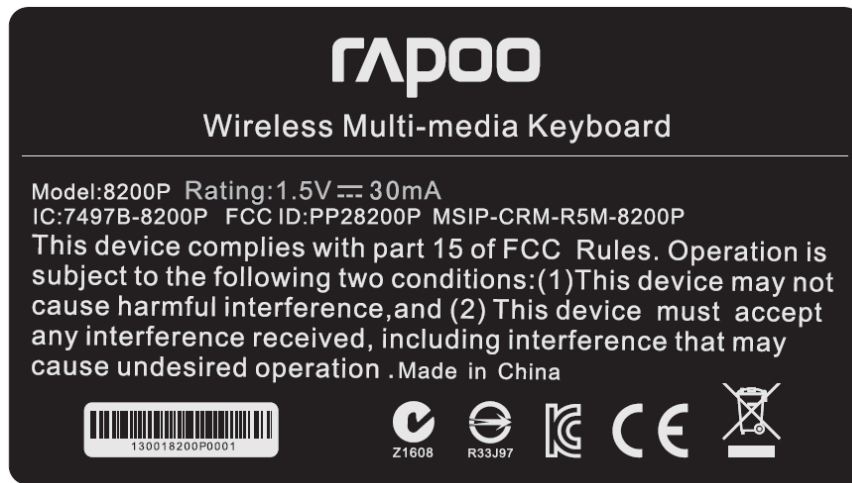 rapoo
Wireless Multi-media Keyboard
Model:8200P Rating:1.5V ⎓ 30mA
IC:7497B-8200P FCC ID:PP28200P MSIP-CRM-R5M-8200P
This device complies with part 15 of FCC Rules. Operation is
subject to the following two conditions:(1)This device may not
cause harmful interference,and (2) This device must accept
any interference received, including interference that may
cause undesired operation .Made in China
130018200P0001
Z1608
R33J97
CE